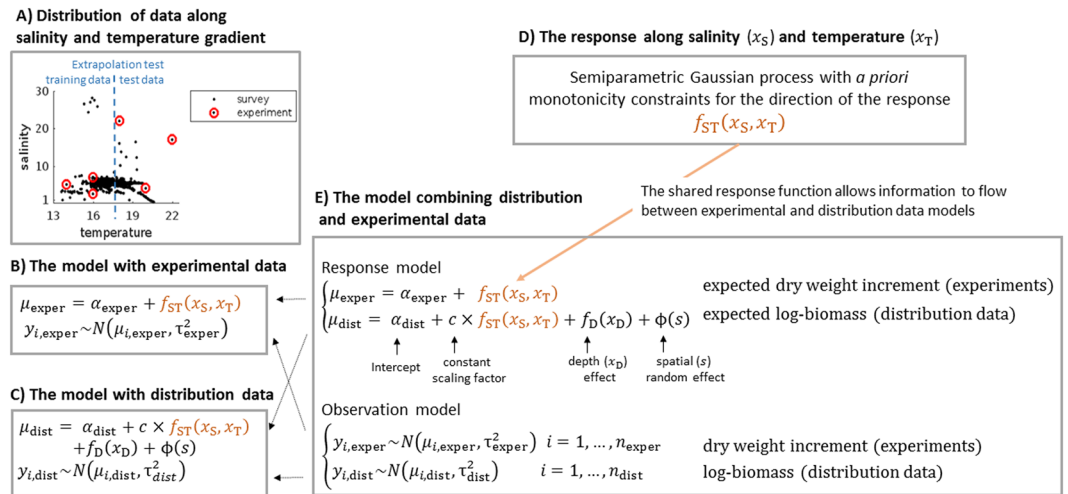 A) Distribution of data along
salinity and temperature gradient
Extrapolation test
training data test data
30
20
10
1
salinity
13 16 19 22
temperature
survey
experiment
B) The model with experimental data
μexper = αexper + fST(xS, xT)
yi,exper~N(μi,exper, τ²exper)
C) The model with distribution data
μdist = αdist + c × fST(xS, xT)
+fD(xD) + ϕ(s)
yi,dist~N(μi,dist, τ²dist)
D) The response along salinity (xS) and temperature (xT)
Semiparametric Gaussian process with a priori
monotonicity constraints for the direction of the response
fST(xS, xT)
The shared response function allows information to flow
between experimental and distribution data models
E) The model combining distribution
and experimental data
Response model
μexper = αexper + fST(xS, xT) expected dry weight increment (experiments)
μdist = αdist + c × fST(xS, xT) + fD(xD) + ϕ(s) expected log-biomass (distribution data)
Intercept
constant
scaling factor
depth (xD)
effect
spatial (s)
random effect
Observation model
yi,exper~N(μi,exper, τ²exper) i = 1, …, nexper dry weight increment (experiments)
yi,dist~N(μi,dist, τ²dist) i = 1, …, ndist log-biomass (distribution data)